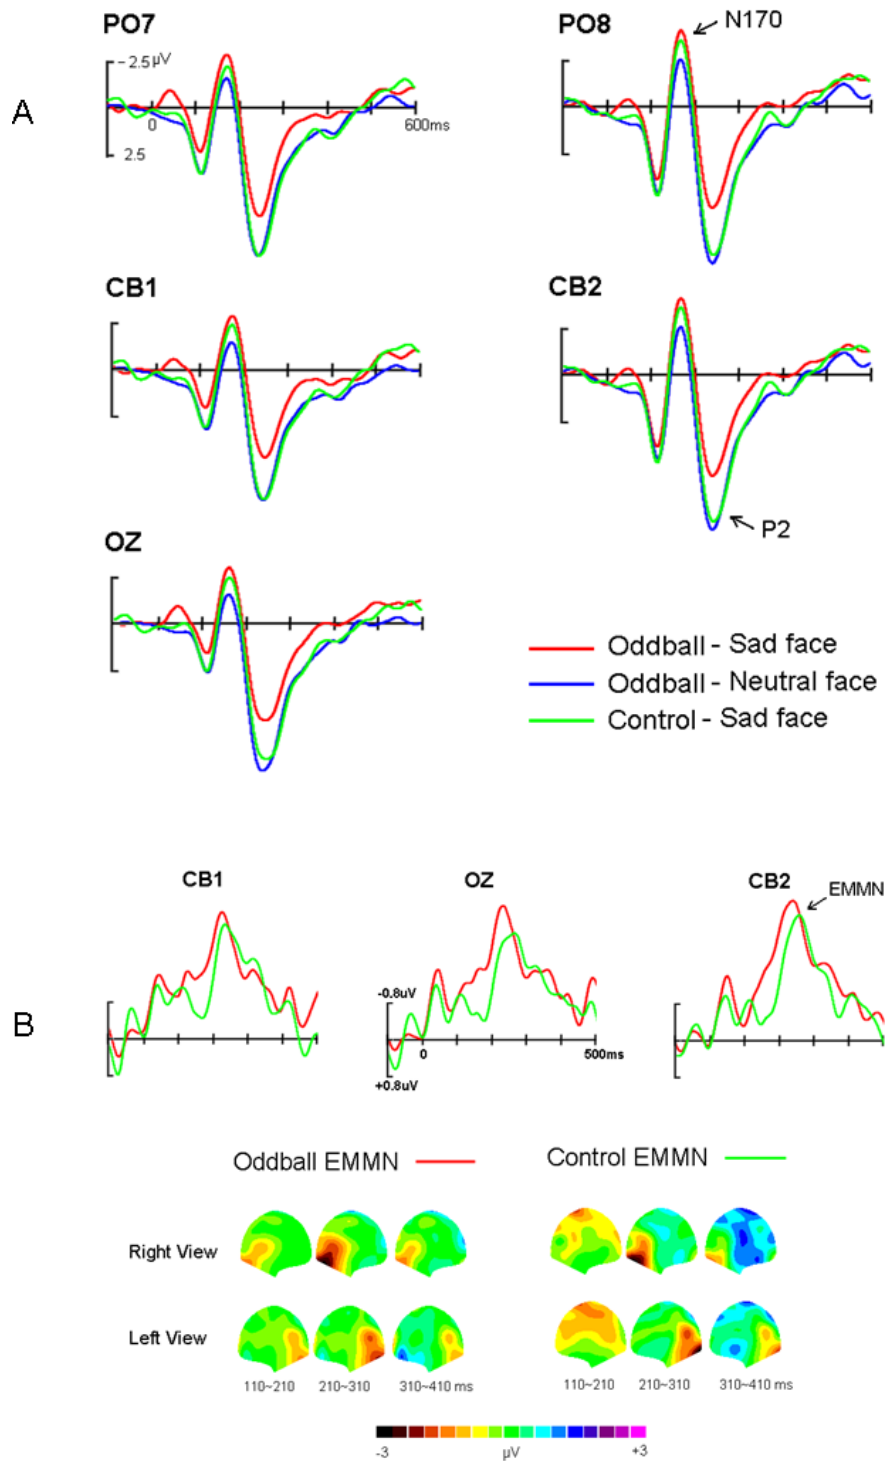 PO7
PO8
N170
A
- 2.5 µV
0
600ms
2.5
CB1
CB2
P2
OZ
Oddball - Sad face
Oddball - Neutral face
Control - Sad face
CB1
OZ
CB2
EMMN
B
-0.8uV
0
500ms
+0.8uV
Oddball EMMN
Control EMMN
Right View
Left View
110~210 210~310 310~410 ms
110~210 210~310 310~410 ms
-3 µV +3